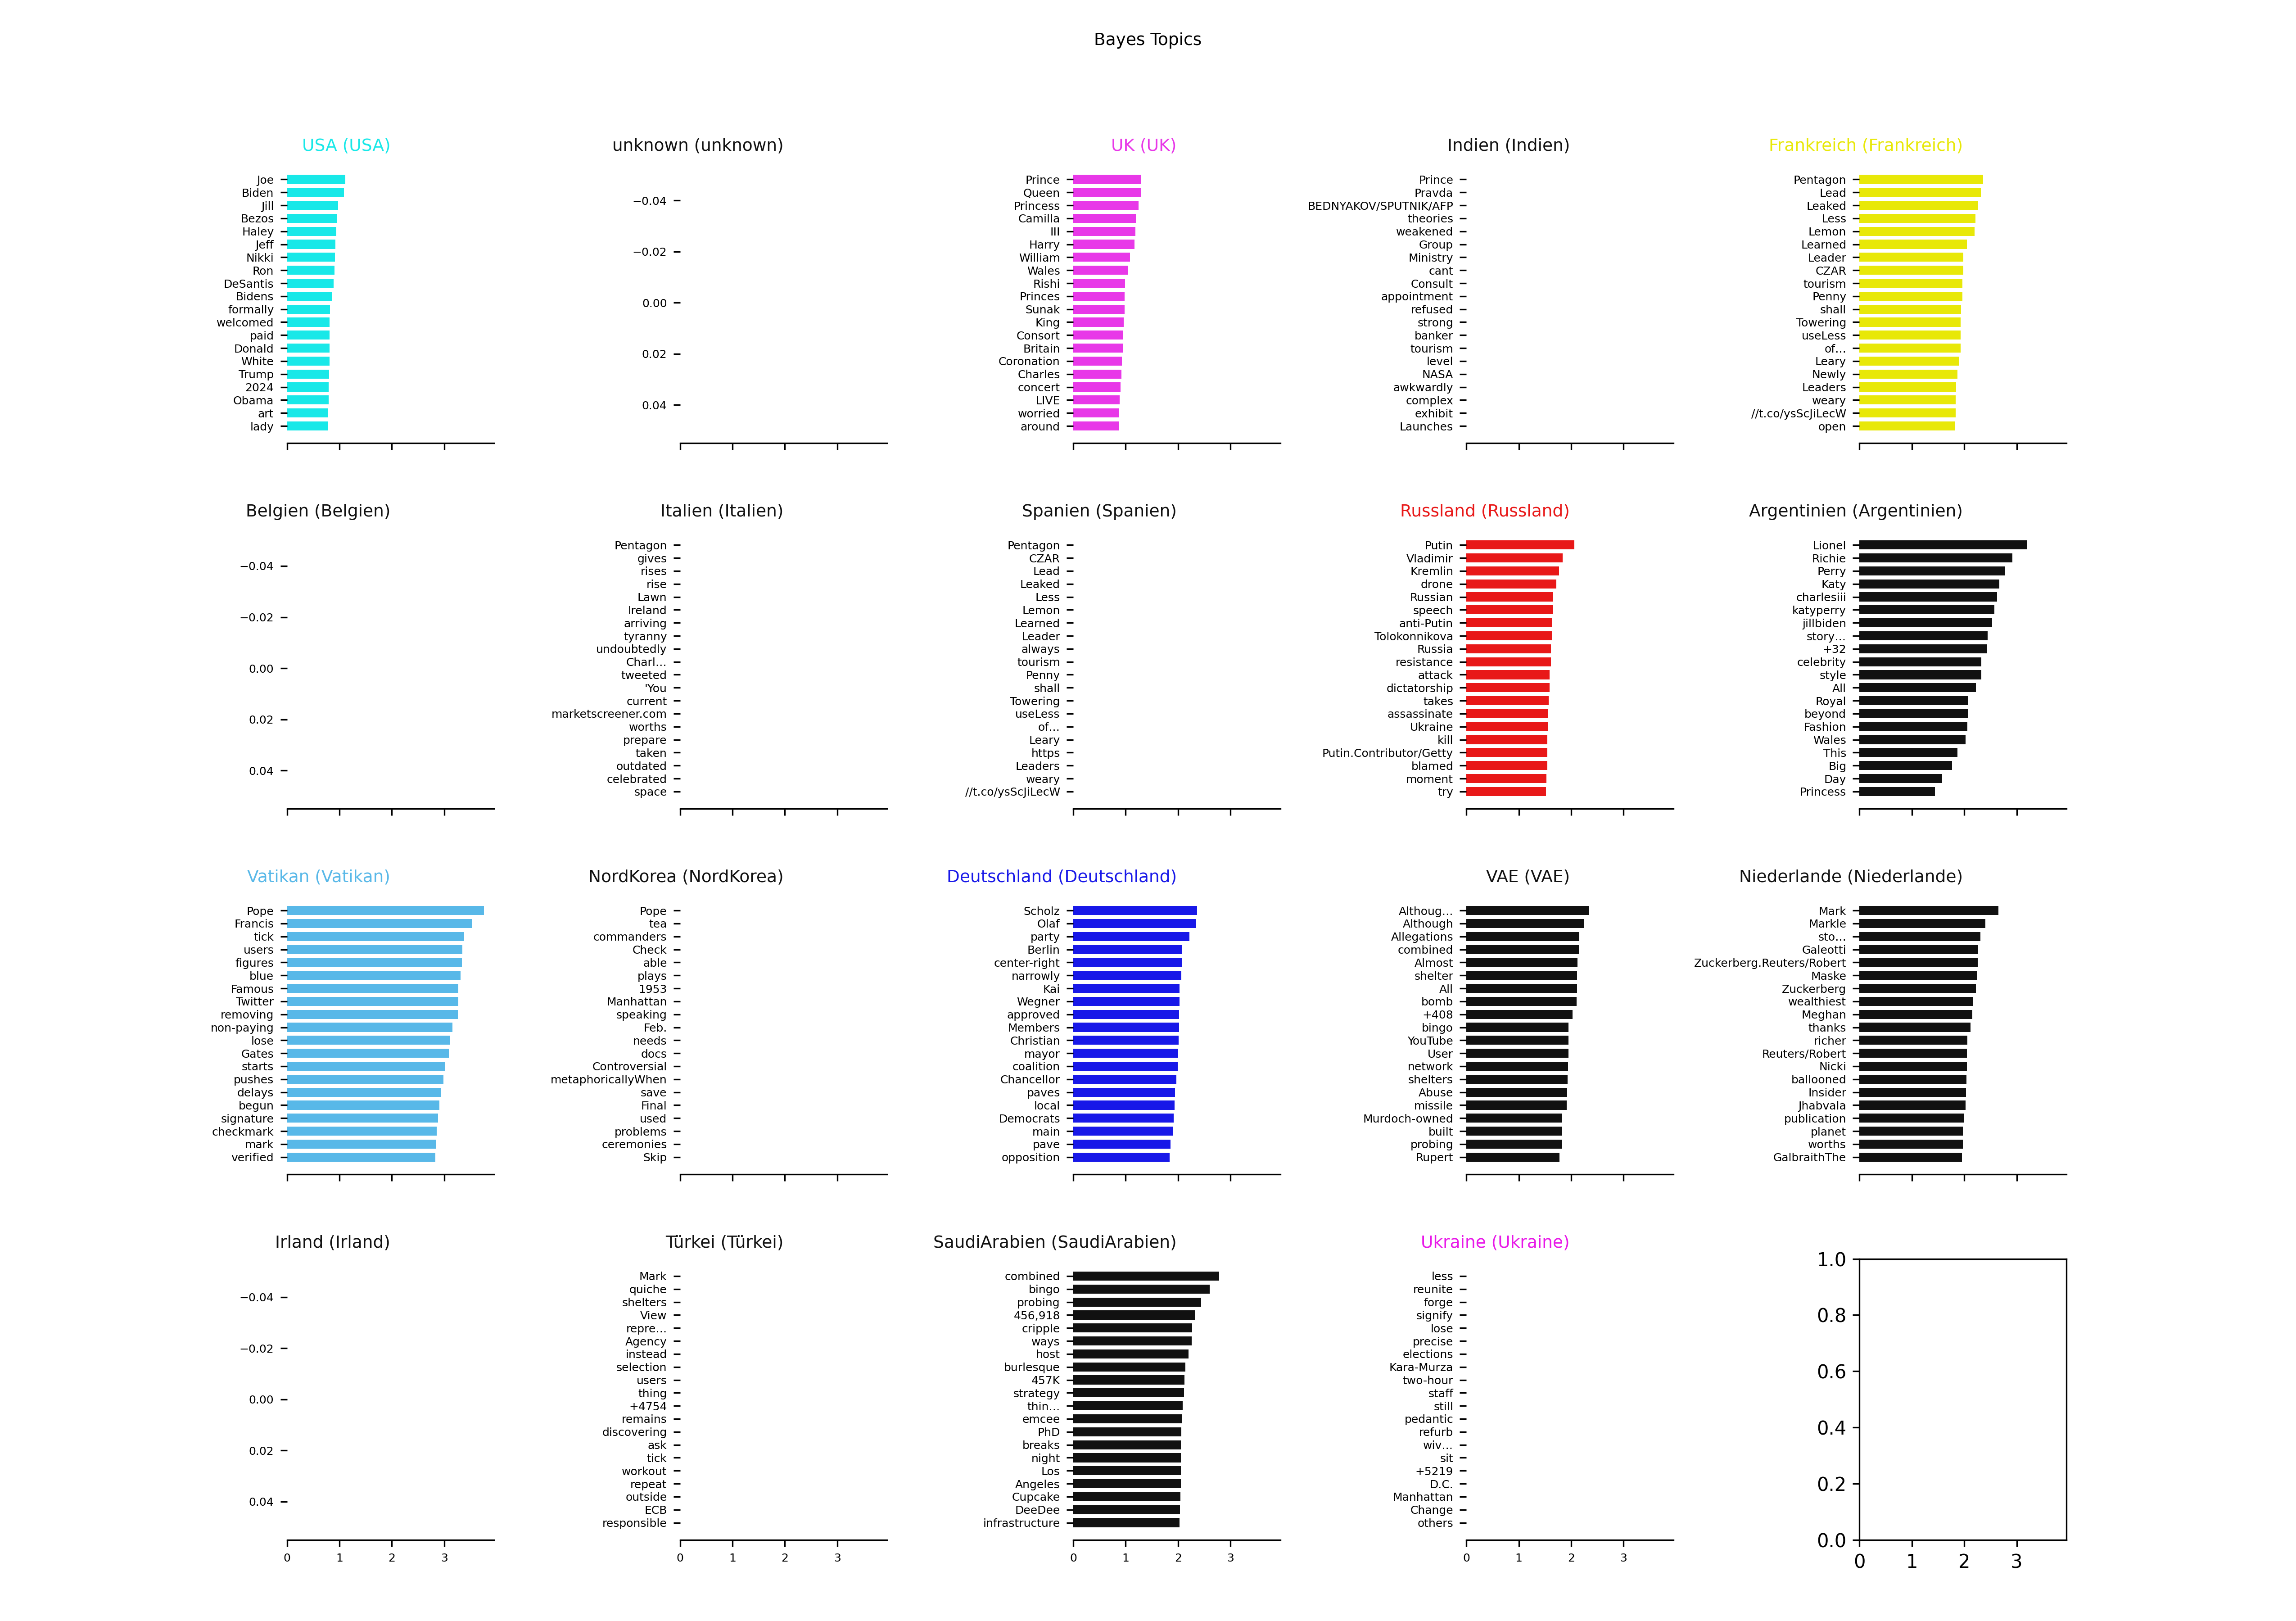 Bayes Topics
USA (USA)
Joe
Biden
Jill
Bezos
Haley
Jeff
Nikki
Ron
DeSantis
Bidens
formally
welcomed
paid
Donald
White
Trump
2024
Obama
art
lady
unknown (unknown)
−0.04
−0.02
0.00
0.02
0.04
UK (UK)
Prince
Queen
Princess
Camilla
III
Harry
William
Wales
Rishi
Princes
Sunak
King
Consort
Britain
Coronation
Charles
concert
LIVE
worried
around
Indien (Indien)
Prince
Pravda
BEDNYAKOV/SPUTNIK/AFP
theories
weakened
Group
Ministry
cant
Consult
appointment
refused
strong
banker
tourism
level
NASA
awkwardly
complex
exhibit
Launches
Frankreich (Frankreich)
Pentagon
Lead
Leaked
Less
Lemon
Learned
Leader
CZAR
tourism
Penny
shall
Towering
useLess
of…
Leary
Newly
Leaders
weary
//t.co/ysScJiLecW
open
Belgien (Belgien)
−0.04
−0.02
0.00
0.02
0.04
Italien (Italien)
Pentagon
gives
rises
rise
Lawn
Ireland
arriving
tyranny
undoubtedly
Charl…
tweeted
'You
current
marketscreener.com
worths
prepare
taken
outdated
celebrated
space
Spanien (Spanien)
Pentagon
CZAR
Lead
Leaked
Less
Lemon
Learned
Leader
always
tourism
Penny
shall
Towering
useLess
of…
Leary
https
Leaders
weary
//t.co/ysScJiLecW
Russland (Russland)
Putin
Vladimir
Kremlin
drone
Russian
speech
anti-Putin
Tolokonnikova
Russia
resistance
attack
dictatorship
takes
assassinate
Ukraine
kill
Putin.Contributor/Getty
blamed
moment
try
Argentinien (Argentinien)
Lionel
Richie
Perry
Katy
charlesiii
katyperry
jillbiden
story…
+32
celebrity
style
All
Royal
beyond
Fashion
Wales
This
Big
Day
Princess
Vatikan (Vatikan)
Pope
Francis
tick
users
figures
blue
Famous
Twitter
removing
non-paying
lose
Gates
starts
pushes
delays
begun
signature
checkmark
mark
verified
NordKorea (NordKorea)
Pope
tea
commanders
Check
able
plays
1953
Manhattan
speaking
Feb.
needs
docs
Controversial
metaphoricallyWhen
save
Final
used
problems
ceremonies
Skip
Deutschland (Deutschland)
Scholz
Olaf
party
Berlin
center-right
narrowly
Kai
Wegner
approved
Members
Christian
mayor
coalition
Chancellor
paves
local
Democrats
main
pave
opposition
VAE (VAE)
Althoug…
Although
Allegations
combined
Almost
shelter
All
bomb
+408
bingo
YouTube
User
network
shelters
Abuse
missile
Murdoch-owned
built
probing
Rupert
Niederlande (Niederlande)
Mark
Markle
sto…
Galeotti
Zuckerberg.Reuters/Robert
Maske
Zuckerberg
wealthiest
Meghan
thanks
richer
Reuters/Robert
Nicki
ballooned
Insider
Jhabvala
publication
planet
worths
GalbraithThe
Irland (Irland)
−0.04
−0.02
0.00
0.02
0.04
0 1 2 3
Türkei (Türkei)
Mark
quiche
shelters
View
repre…
Agency
instead
selection
users
thing
+4754
remains
discovering
ask
tick
workout
repeat
outside
ECB
responsible
0 1 2 3
SaudiArabien (SaudiArabien)
combined
bingo
probing
456,918
cripple
ways
host
burlesque
457K
strategy
thin…
emcee
PhD
breaks
night
Los
Angeles
Cupcake
DeeDee
infrastructure
0 1 2 3
Ukraine (Ukraine)
less
reunite
forge
signify
lose
precise
elections
Kara-Murza
two-hour
staff
still
pedantic
refurb
wiv…
sit
+5219
D.C.
Manhattan
Change
others
0 1 2 3
1.0
0.8
0.6
0.4
0.2
0.0
0 1 2 3